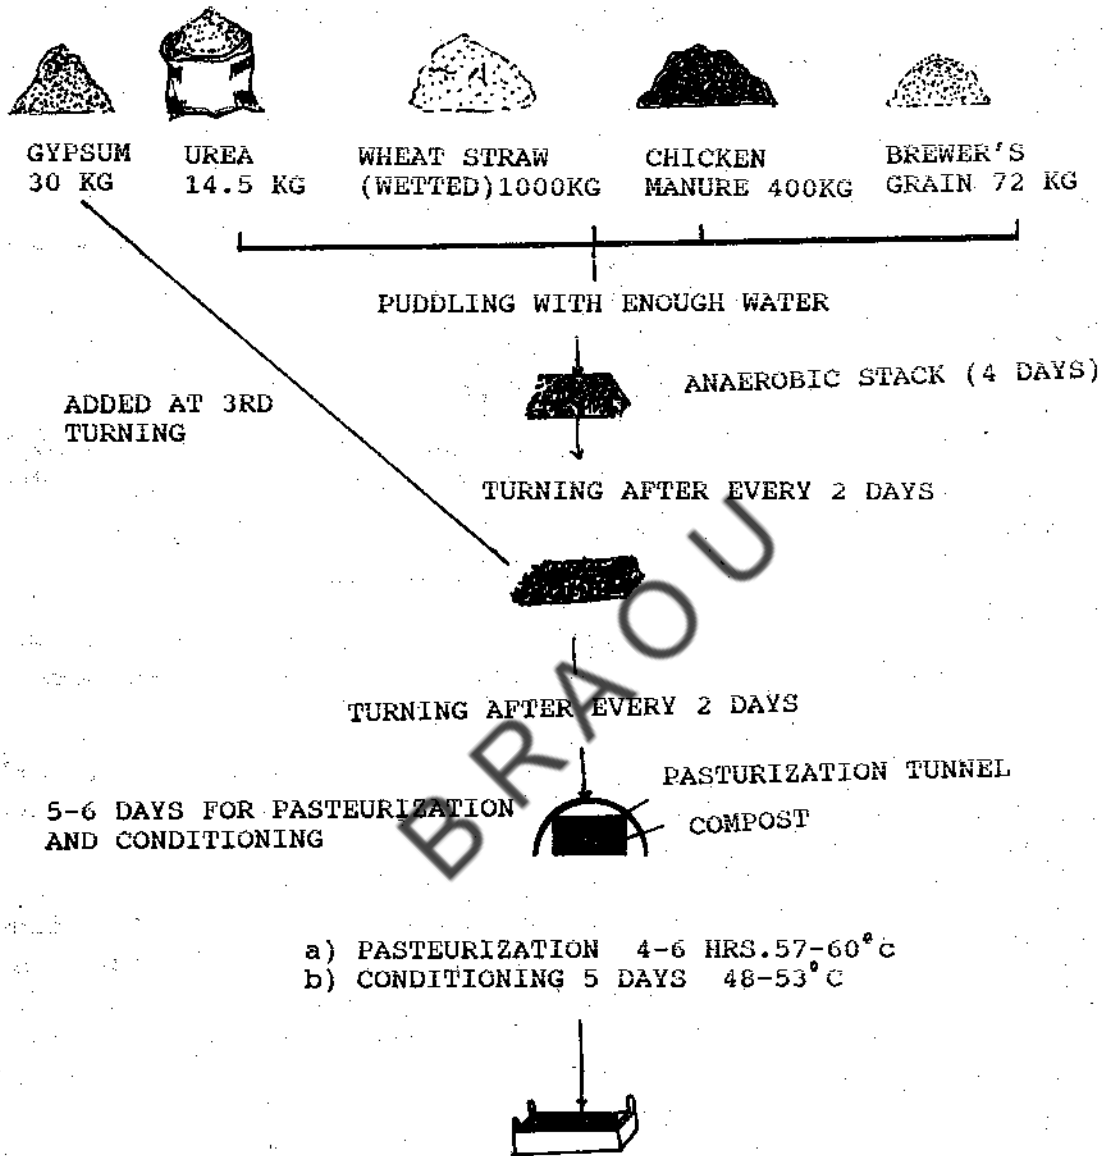 GYPSUM
30 KG
UREA
14.5 KG
WHEAT STRAW
(WETTED)1000KG
CHICKEN
MANURE 400KG
BREWER'S
GRAIN 72 KG
PUDDLING WITH ENOUGH WATER
ANAEROBIC STACK (4 DAYS)
ADDED AT 3RD
TURNING
TURNING AFTER EVERY 2 DAYS
TURNING AFTER EVERY 2 DAYS
PASTURIZATION TUNNEL
COMPOST
5-6 DAYS FOR PASTEURIZATION
AND CONDITIONING
BRAOU
a) PASTEURIZATION 4-6 HRS.57-60°C
b) CONDITIONING 5 DAYS 48-53°C